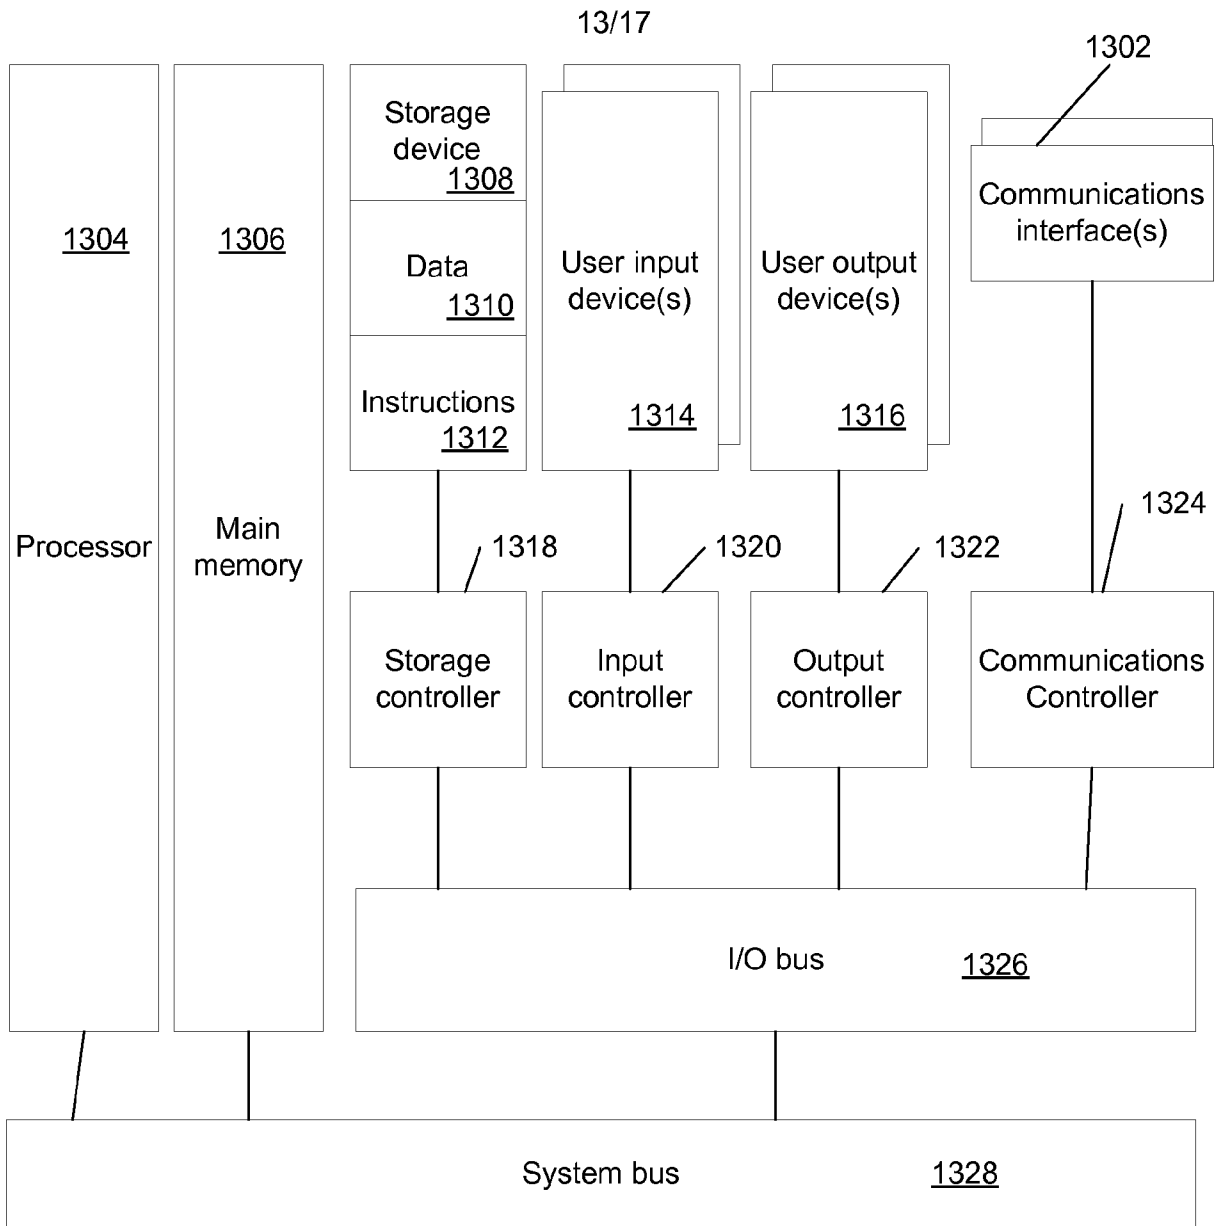 13/17
1302
Storage
device
1308
Communications
interface(s)
1304
1306
Data
1310
User input
device(s)
User output
device(s)
Instructions
1312
1314
1316
1324
Processor
Main
memory
1318
1320
1322
Storage
controller
Input
controller
Output
controller
Communications
Controller
I/O bus
1326
System bus
1328